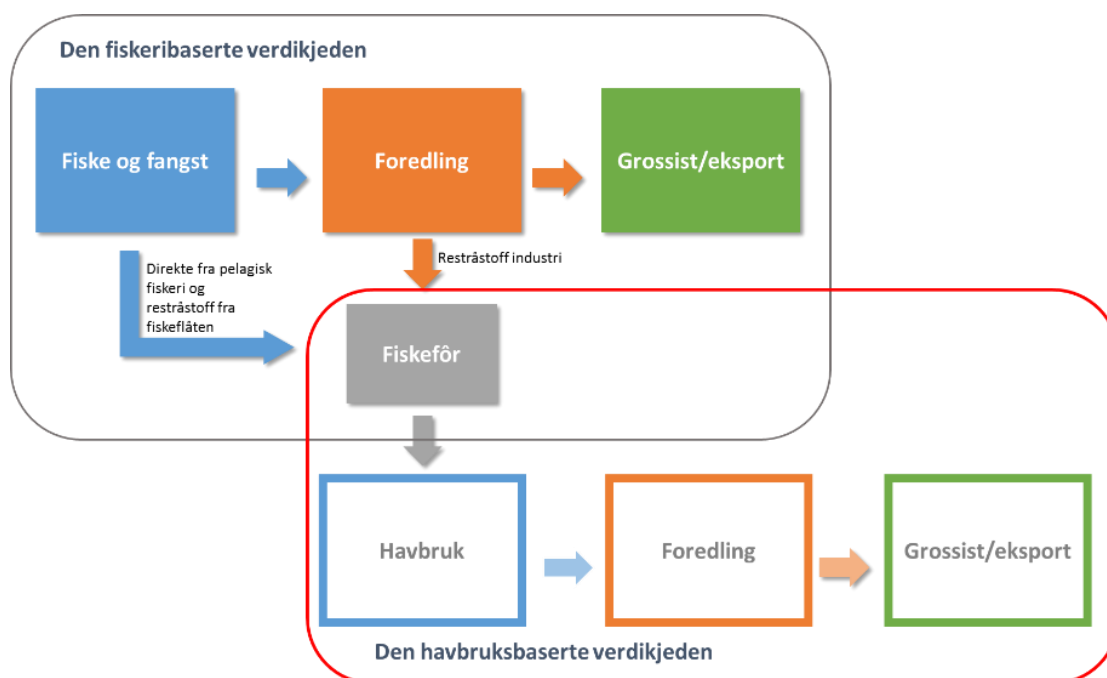 Den fiskeribaserte verdikjeden
Fiske og fangst
Foredling
Grossist/eksport
Direkte fra pelagisk
fiskeri og
restråstoff fra
fiskeflåten
Restråstoff industri
Fiskefôr
Havbruk
Foredling
Grossist/eksport
Den havbruksbaserte verdikjeden